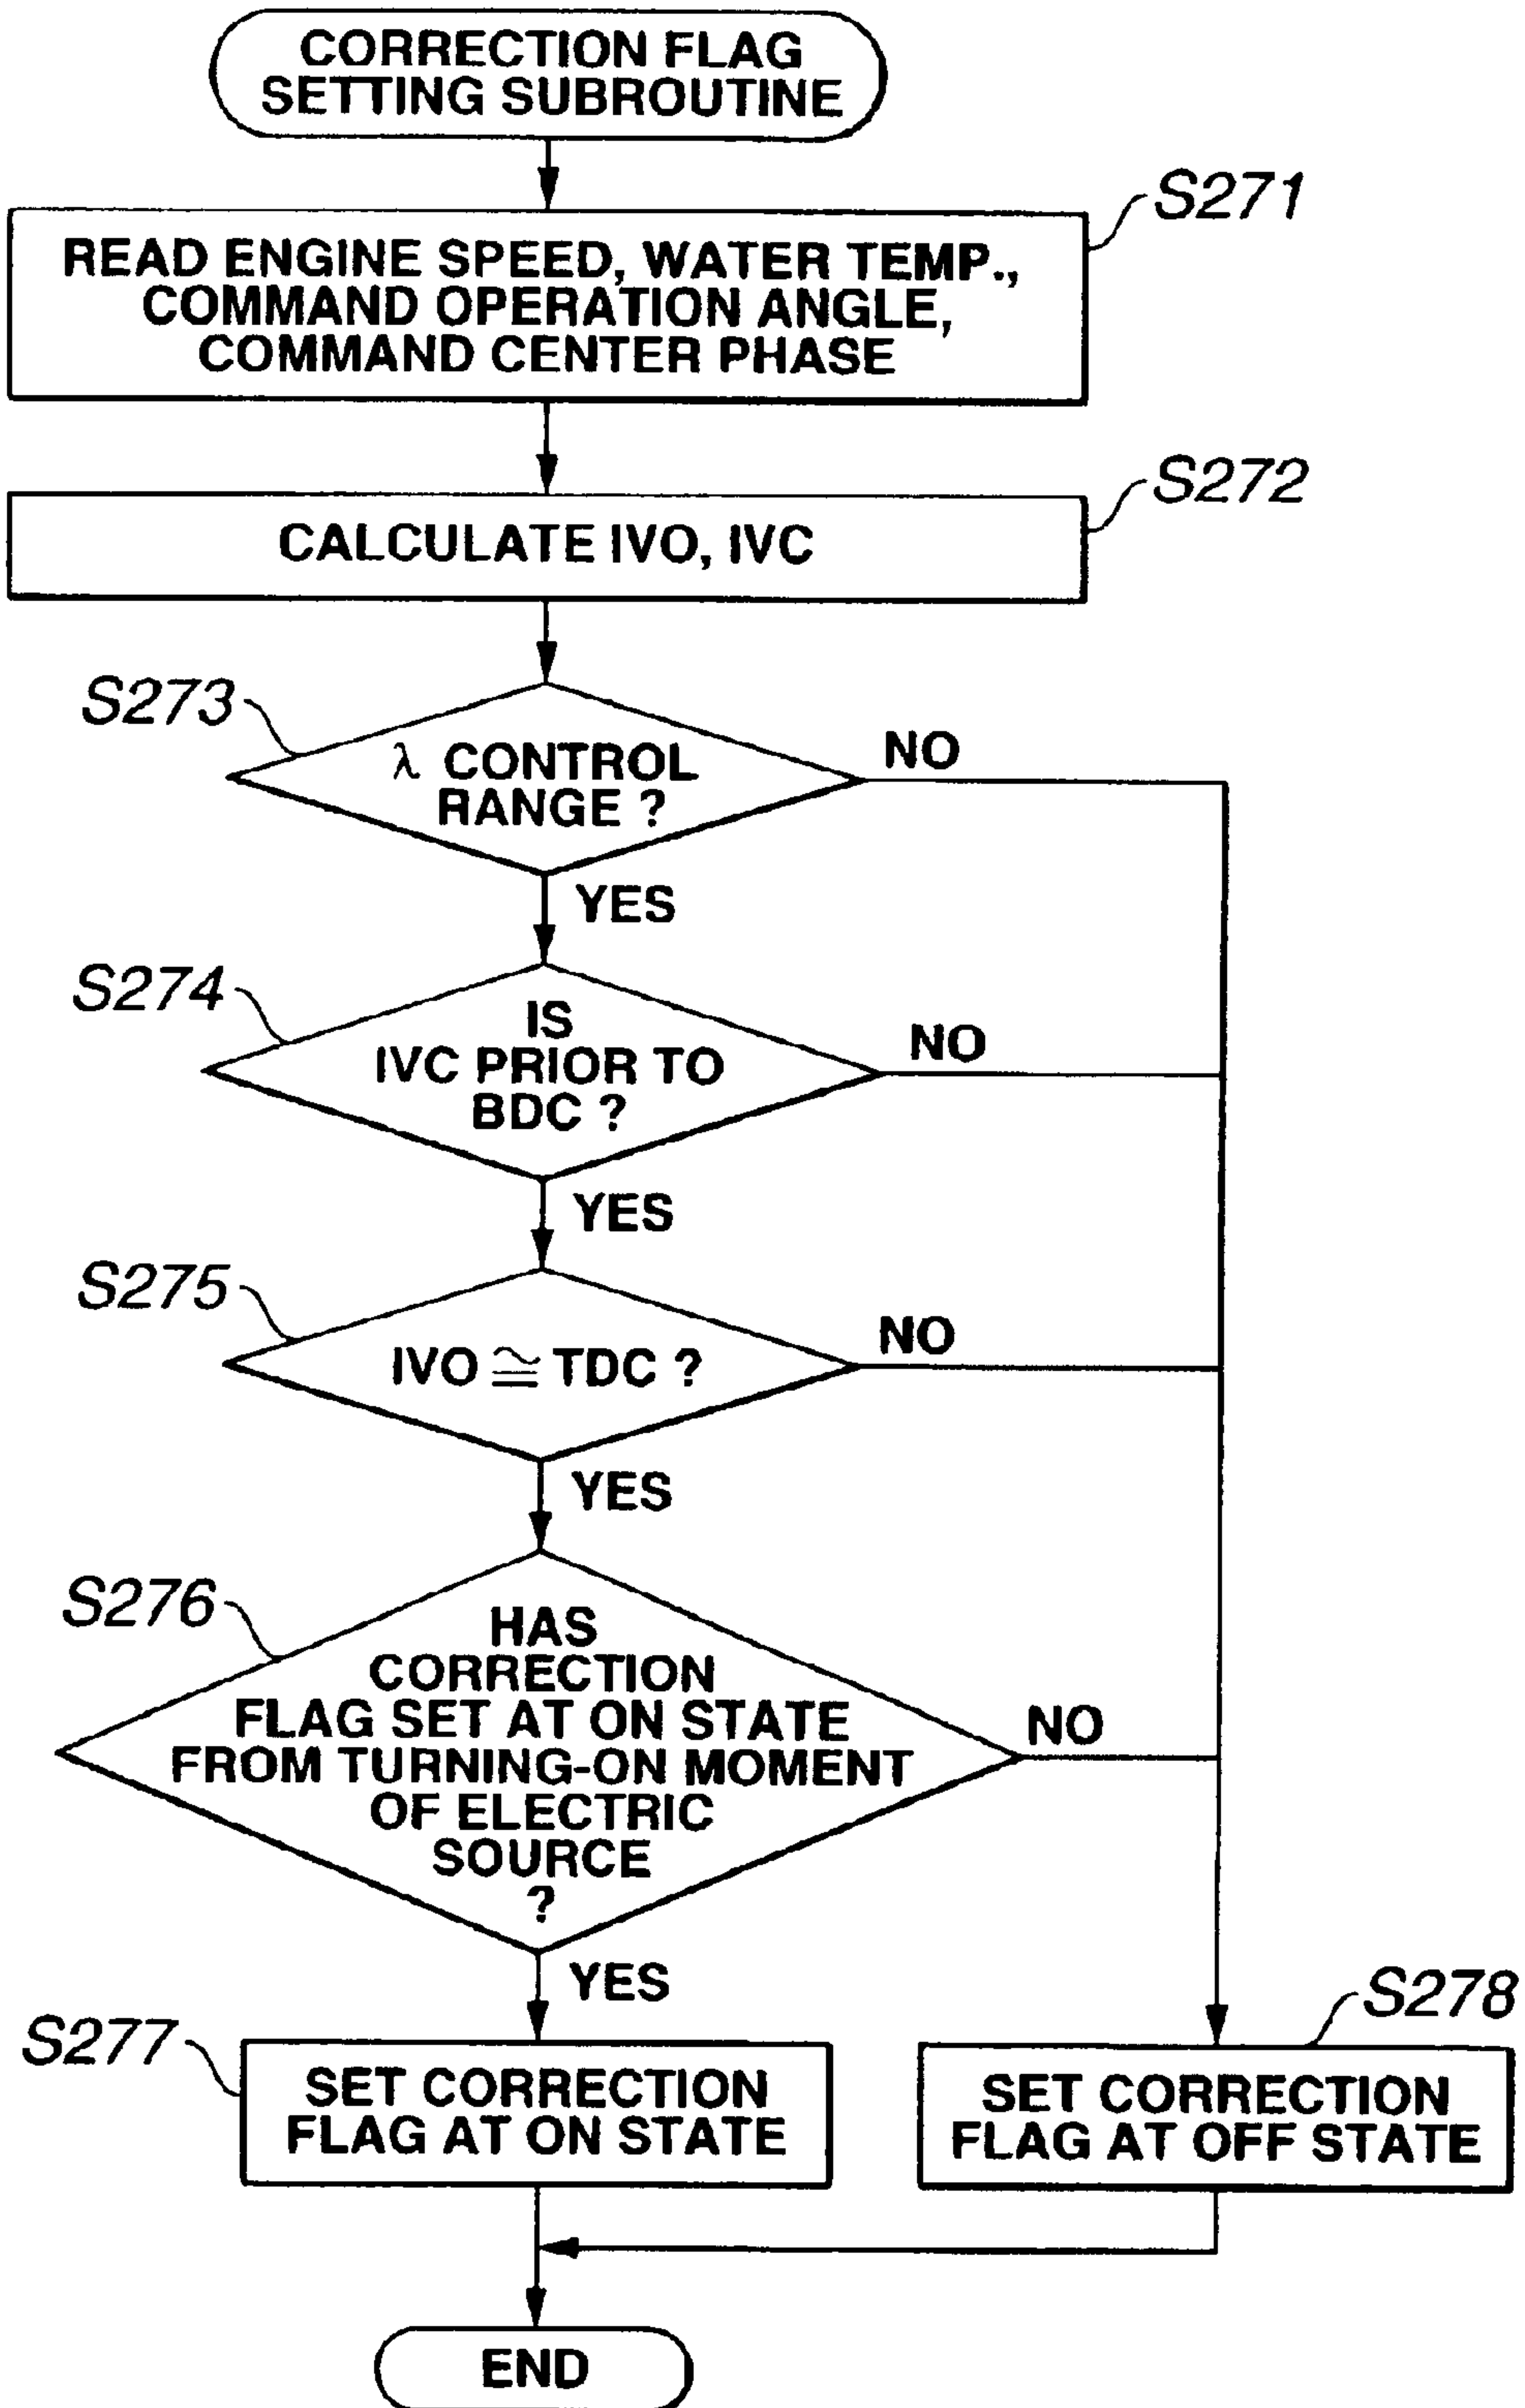 CORRECTION FLAG
SETTING SUBROUTINE
S271
READ ENGINE SPEED, WATER TEMP.,
COMMAND OPERATION ANGLE,
COMMAND CENTER PHASE
S272
CALCULATE IVO, IVC
S273
λ CONTROL
RANGE ?
NO
YES
S274
IS
IVC PRIOR TO
BDC ?
NO
YES
S275
IVO ≅ TDC ?
NO
YES
S276
HAS
CORRECTION
FLAG SET AT ON STATE
FROM TURNING-ON MOMENT
OF ELECTRIC
SOURCE
?
NO
YES
S277
SET CORRECTION
FLAG AT ON STATE
S278
SET CORRECTION
FLAG AT OFF STATE
END